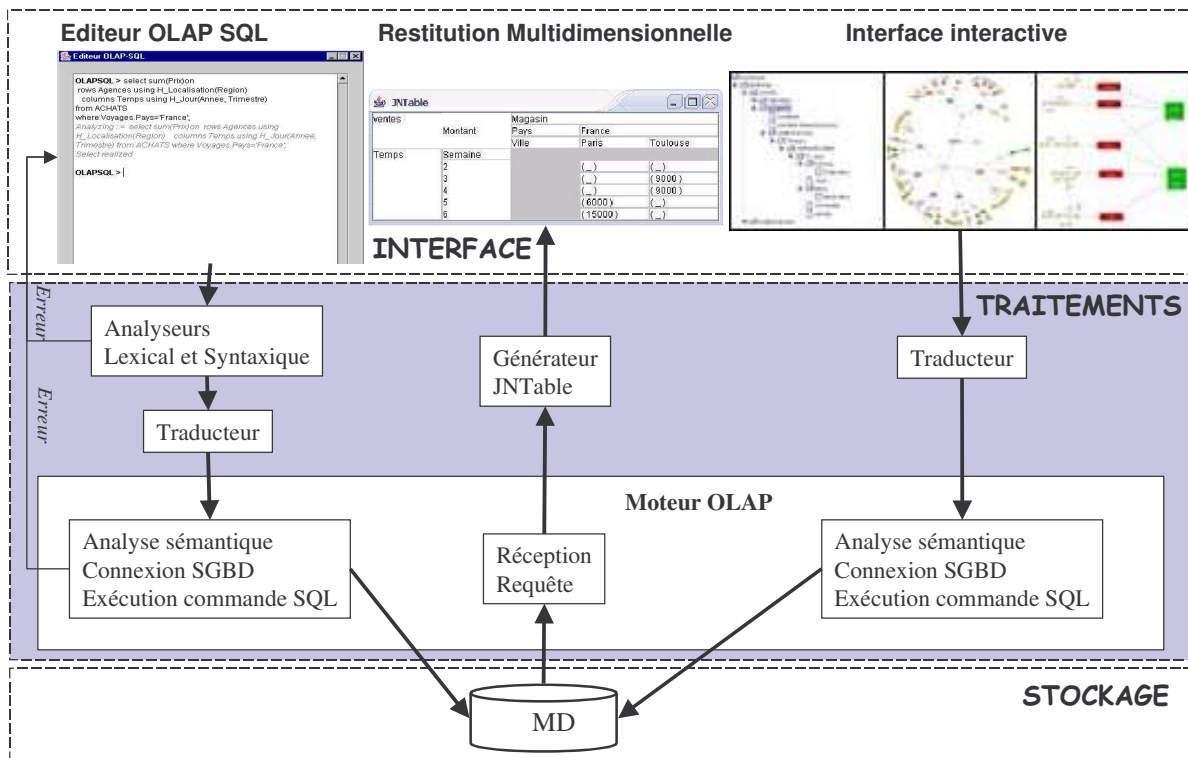 Editeur OLAP SQL
Restitution Multidimensionnelle
Interface interactive
Editeur OLAP-SQL
OLAPSQL > select sum(Prix)on
rows Agences using H_Localisation(Region)
columns Temps using H_Jour(Annee, Trimestre)
from ACHATS
where Voyages.Pays='France';
Analyzing ::= select sum(Prix)on rows Agences using
H_Localisation(Region) columns Temps using H_Jour(Annee,
Trimestre) from ACHATS where Voyages.Pays='France';
Select realized
OLAPSQL >
JNTable
ventes Magasin
Montant Pays France
Ville Paris Toulouse
Temps Semaine
2 (_) (_)
3 (_) (9000)
4 (_) (9000)
5 (6000) (_)
6 (15000) (_)
INTERFACE
TRAITEMENTS
Erreur
Erreur
Analyseurs
Lexical et Syntaxique
Générateur
JNTable
Traducteur
Traducteur
Moteur OLAP
Analyse sémantique
Connexion SGBD
Exécution commande SQL
Réception
Requête
Analyse sémantique
Connexion SGBD
Exécution commande SQL
STOCKAGE
MD